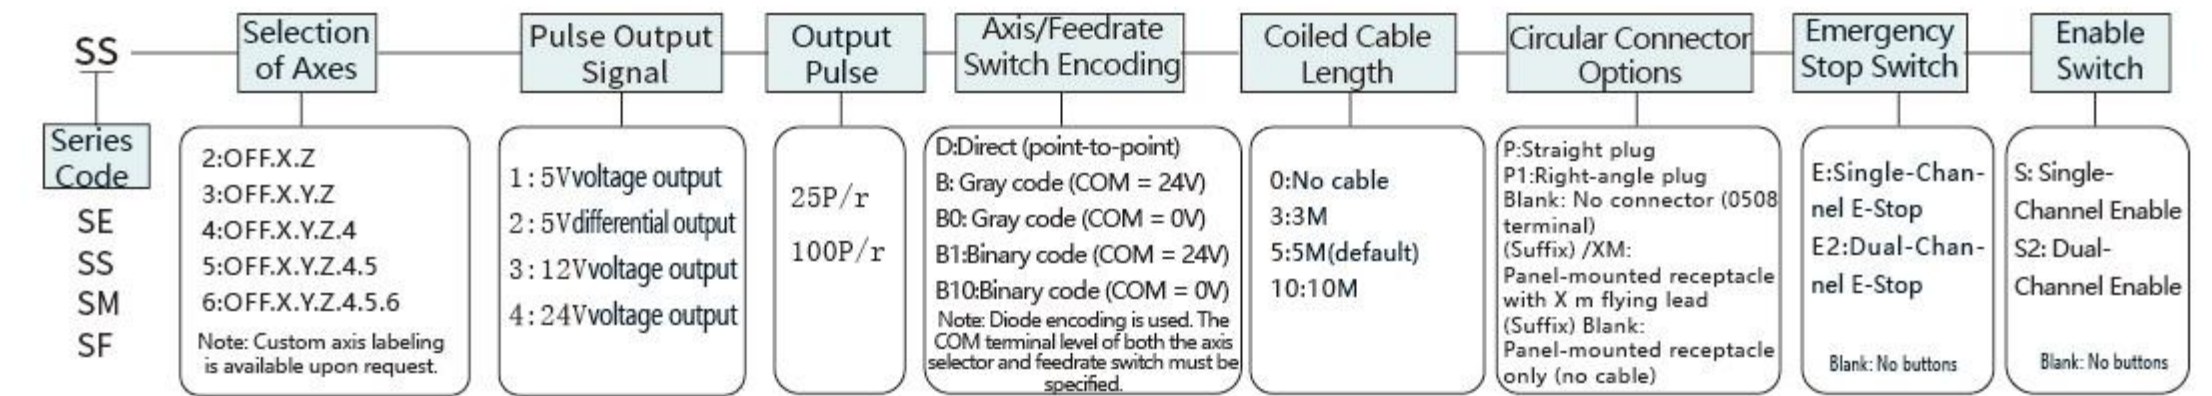 SS
Series
Code
SE
SS
SM
SF
Selection
of Axes
2:OFF.X.Z
3:OFF.X.Y.Z
4:OFF.X.Y.Z.4
5:OFF.X.Y.Z.4.5
6:OFF.X.Y.Z.4.5.6
Note: Custom axis labeling
is available upon request.
Pulse Output
Signal
1:5Vvoltage output
2:5Vdifferential output
3:12Vvoltage output
4:24Vvoltage output
Output
Pulse
25P/r
100P/r
Axis/Feedrate
Switch Encoding
D:Direct (point-to-point)
B: Gray code (COM = 24V)
B0: Gray code (COM = 0V)
B1:Binary code (COM = 24V)
B10:Binary code (COM = 0V)
Note: Diode encoding is used. The
COM terminal level of both the axis
selector and feedrate switch must be
specified.
Coiled Cable
Length
0:No cable
3:3M
5:5M(default)
10:10M
Circular Connector
Options
P:Straight plug
P1:Right-angle plug
Blank: No connector (0508
terminal)
(Suffix) /XM:
Panel-mounted receptacle
with X m flying lead
(Suffix) Blank:
Panel-mounted receptacle
only (no cable)
Emergency
Stop Switch
E:Single-Chan-
nel E-Stop
E2:Dual-Chan-
nel E-Stop
Blank: No buttons
Enable
Switch
S: Single-
Channel Enable
S2: Dual-
Channel Enable
Blank: No buttons